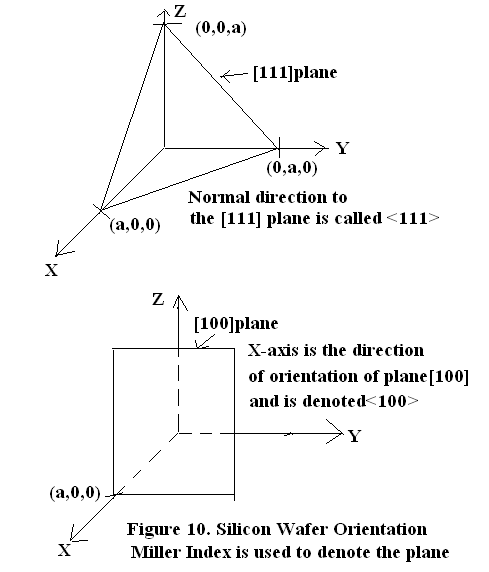 Z
(0,0,a)
[111]plane
Y
(0,a,0)
Normal direction to
the [111] plane is called <111>
(a,0,0)
X
Z
[100]plane
X-axis is the direction
of orientation of plane[100]
and is denoted<100>
Y
(a,0,0)
X
Figure 10. Silicon Wafer Orientation
Miller Index is used to denote the plane